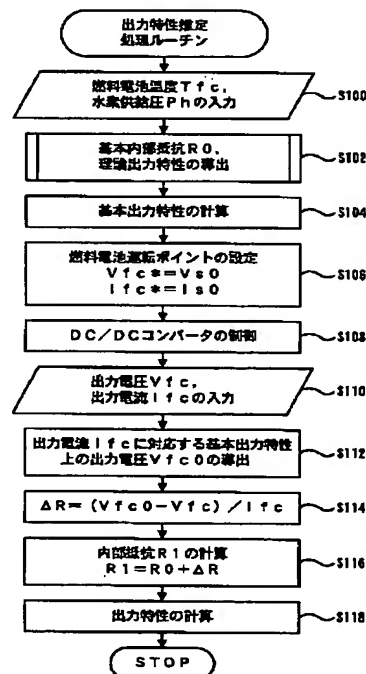 出力特性推定
処理ルーチン
燃料電池温度Tfc,
水素供給圧Phの入力
S100
基本内部抵抗R0,
理論出力特性の導出
S102
基本出力特性の計算
S104
燃料電池運転ポイントの設定
Vfc*=Vs0
Ifc*=Is0
S106
DC/DCコンバータの制御
S108
出力電圧Vfc,
出力電流Ifcの入力
S110
出力電流Ifcに対応する基本出力特性
上の出力電圧Vfc0の導出
S112
ΔR=(Vfc0-Vfc)/Ifc
S114
内部抵抗R1の計算
R1=R0+ΔR
S116
出力特性の計算
S118
STOP